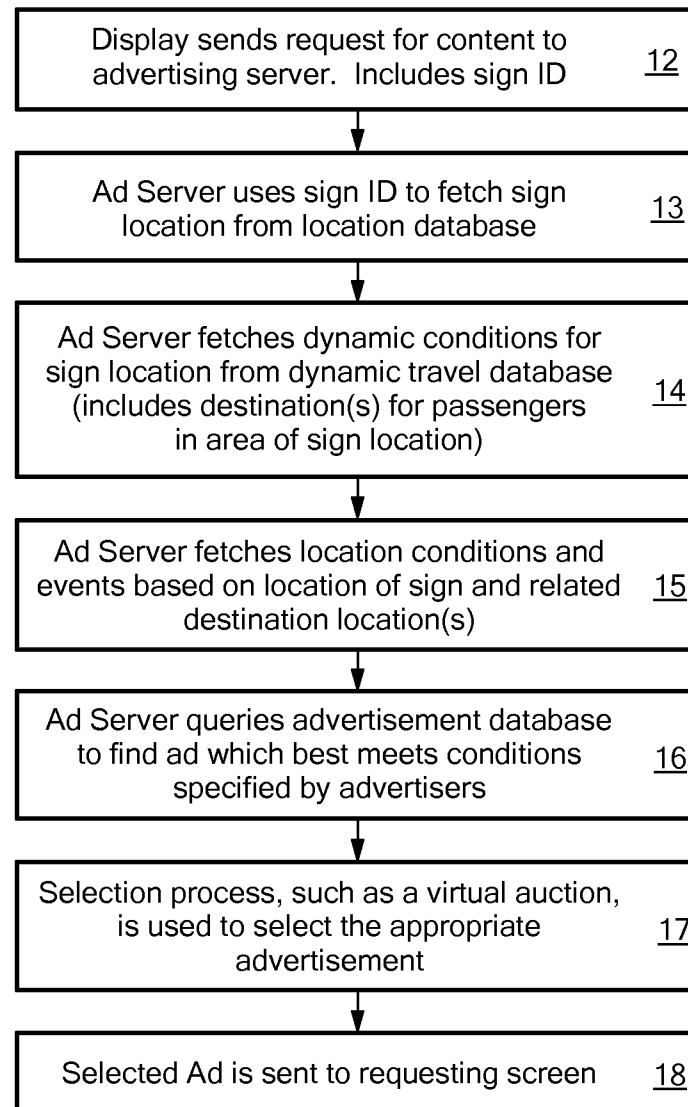 Display sends request for content to
advertising server.  Includes sign ID
12
Ad Server uses sign ID to fetch sign
location from location database
13
Ad Server fetches dynamic conditions for
sign location from dynamic travel database
(includes destination(s) for passengers
in area of sign location)
14
Ad Server fetches location conditions and
events based on location of sign and related
destination location(s)
15
Ad Server queries advertisement database
to find ad which best meets conditions
specified by advertisers
16
Selection process, such as a virtual auction,
is used to select the appropriate
advertisement
17
Selected Ad is sent to requesting screen
18